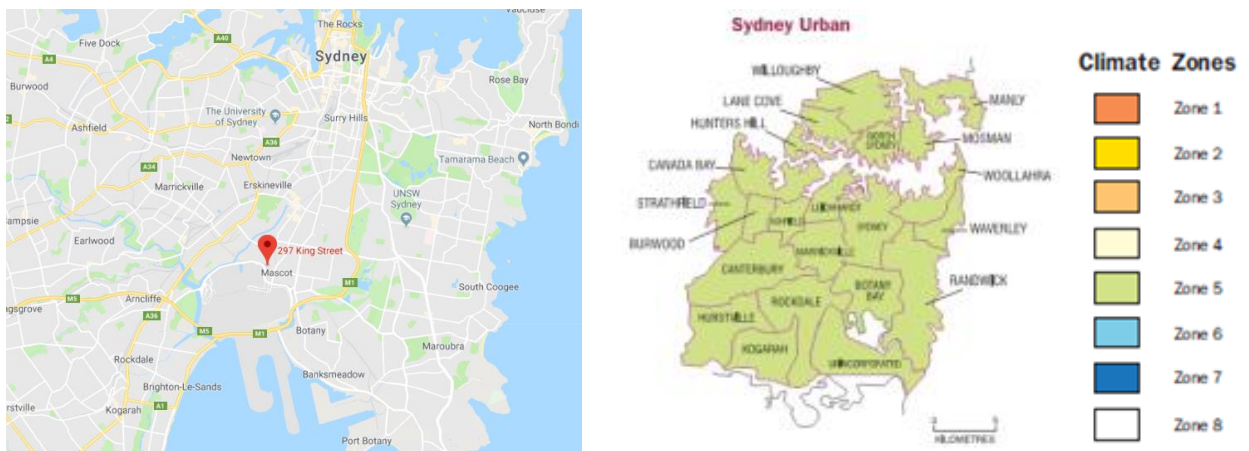 Vaucluse
The Rocks
A40
Five Dock
Sydney
A4
Rose Bay
Burwood
The University
of Sydney
Surry Hills
Ashfield
A36
North Bondi
Newtown
Tamarama Beach
A34
Erskineville
Marrickville
UNSW
Sydney
Earlwood
297 King Street
Mascot
M1
South Coogee
M5
Arncliffe
A36
M5
M1
Botany
Maroubra
Rockdale
Banksmeadow
Brighton-Le-Sands
Kogarah
A1
Port Botany
Sydney Urban
WILLOUGHBY
LANE COVE
MANLY
HUNTERS HILL
NORTH
SYDNEY
MOSMAN
CANADA BAY
WOOLLAHRA
STRATHFIELD
LEICHHARDT
ASHFIELD
SYDNEY
WAVERLEY
BURWOOD
MARRICKVILLE
CANTERBURY
BOTANY
BAY
RANDWICK
ROCKDALE
HURSTVILLE
KOGARAH
UNINCORPORATED
KILOMETRES
Climate Zones
Zone 1
Zone 2
Zone 3
Zone 4
Zone 5
Zone 6
Zone 7
Zone 8